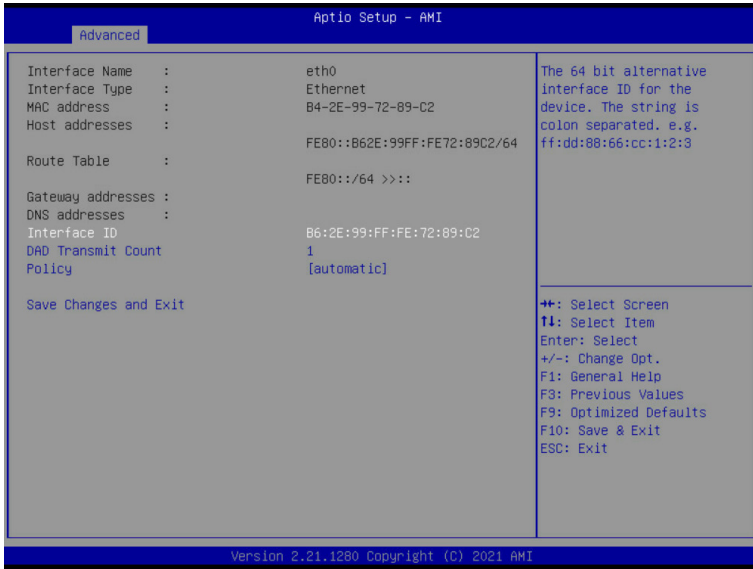 Aptio Setup - AMI
Advanced
Interface Name : eth0
Interface Type : Ethernet
MAC address : B4-2E-99-72-89-C2
Host addresses :
FE80::B62E:99FF:FE72:89C2/64
Route Table :
FE80::/64 >>::
Gateway addresses :
DNS addresses :
Interface ID B6:2E:99:FF:FE:72:89:C2
DAD Transmit Count 1
Policy [automatic]
Save Changes and Exit
The 64 bit alternative
interface ID for the
device. The string is
colon separated. e.g.
ff:dd:88:66:cc:1:2:3
→←: Select Screen
↑↓: Select Item
Enter: Select
+/-: Change Opt.
F1: General Help
F3: Previous Values
F9: Optimized Defaults
F10: Save & Exit
ESC: Exit
Version 2.21.1280 Copyright (C) 2021 AMI